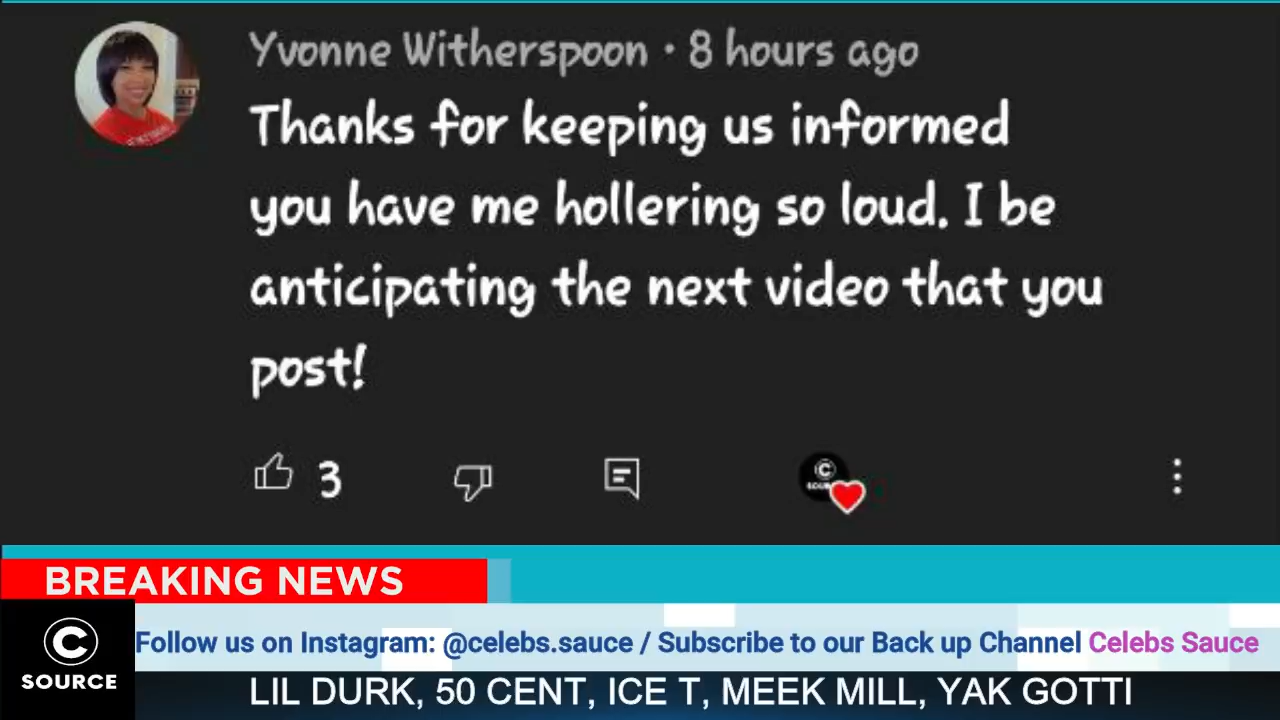 Yvonne Witherspoon • 8 hours ago
Thanks for keeping us informed
you have me hollering so loud. I be
anticipating the next video that you
post!
3
BREAKING NEWS
C
SOURCE
Follow us on Instagram: @celebs.sauce / Subscribe to our Back up Channel Celebs Sauce
LIL DURK, 50 CENT, ICE T, MEEK MILL, YAK GOTTI